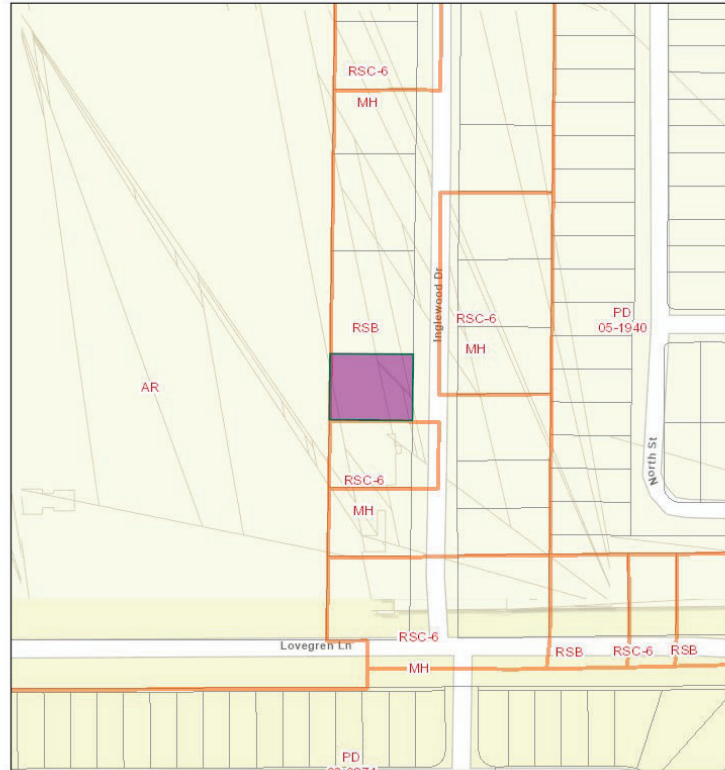 RSC-6
MH
Inglewood Dr
RSC-6
PD
05-1940
RSB
MH
AR
North St
RSC-6
MH
RSC-6
Lovegren Ln
RSB
RSC-6
RSB
MH
PD